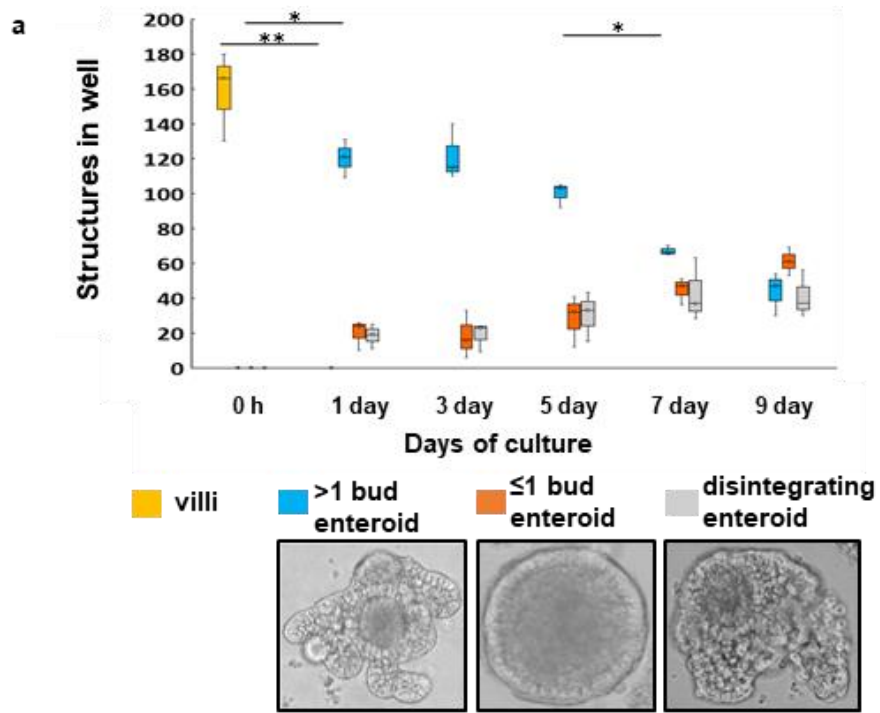 a
200
180
160
140
120
100
80
60
40
20
0
Structures in well
*
**
*
0 h 1 day 3 day 5 day 7 day 9 day
Days of culture
villi
>1 bud
enteroid
≤1 bud
enteroid
disintegrating
enteroid